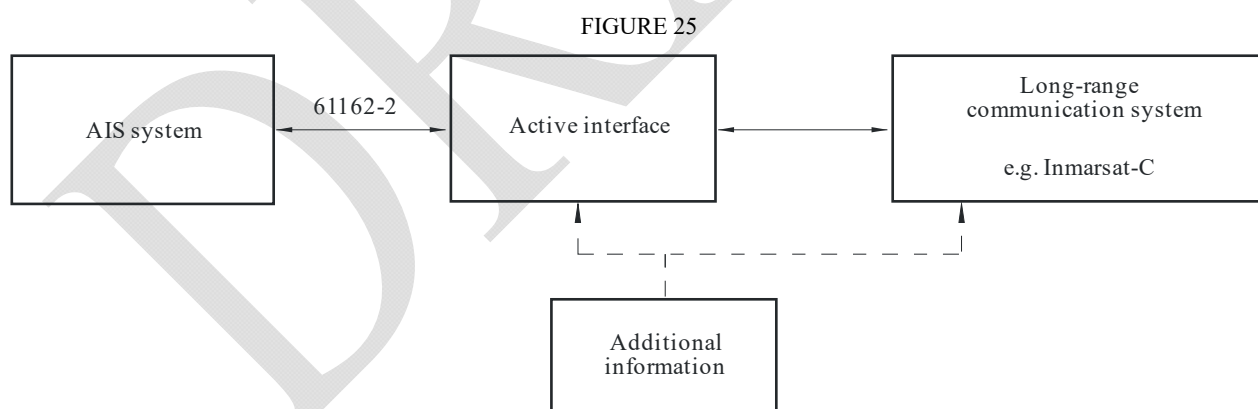 FIGURE 25
61162-2
AIS system
Active interface
Long-range
communication system
e.g. Inmarsat-C
Additional
information